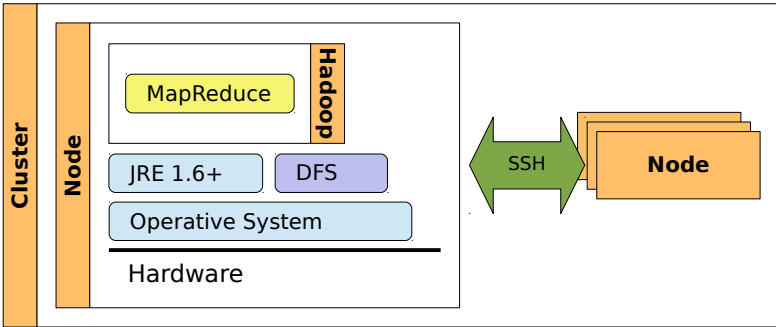 Cluster
Node
Hadoop
MapReduce
JRE 1.6+
DFS
Operative System
Hardware
SSH
Node